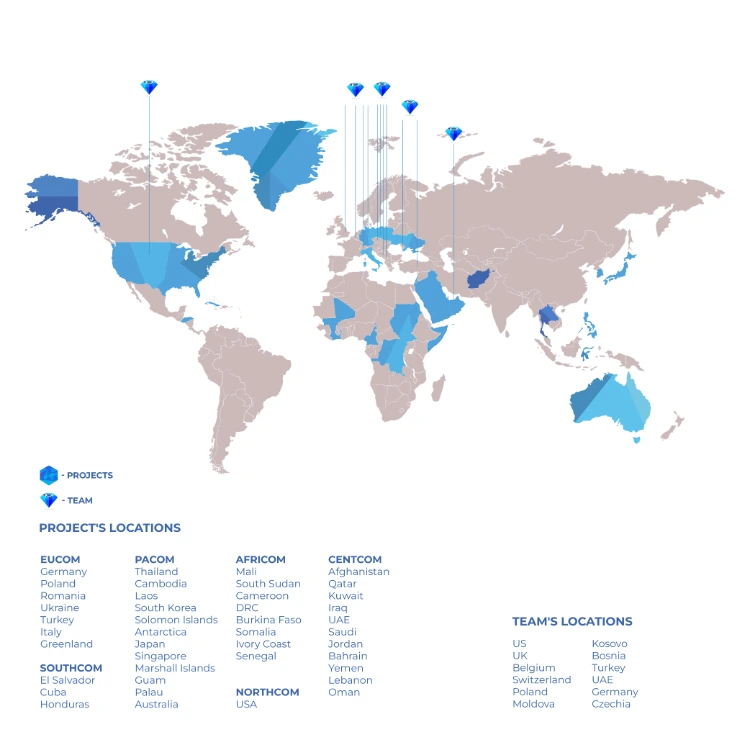 - PROJECTS
- TEAM
PROJECT'S LOCATIONS
EUCOM
Germany
Poland
Romania
Ukraine
Turkey
Italy
Greenland
SOUTHCOM
El Salvador
Cuba
Honduras
PACOM
Thailand
Cambodia
Laos
South Korea
Solomon Islands
Antarctica
Japan
Singapore
Marshall Islands
Guam
Palau
Australia
AFRICOM
Mali
South Sudan
Cameroon
DRC
Burkina Faso
Somalia
Ivory Coast
Senegal
NORTHCOM
USA
CENTCOM
Afghanistan
Qatar
Kuwait
Iraq
UAE
Saudi
Jordan
Bahrain
Yemen
Lebanon
Oman
TEAM'S LOCATIONS
US
UK
Belgium
Switzerland
Poland
Moldova
Kosovo
Bosnia
Turkey
UAE
Germany
Czechia